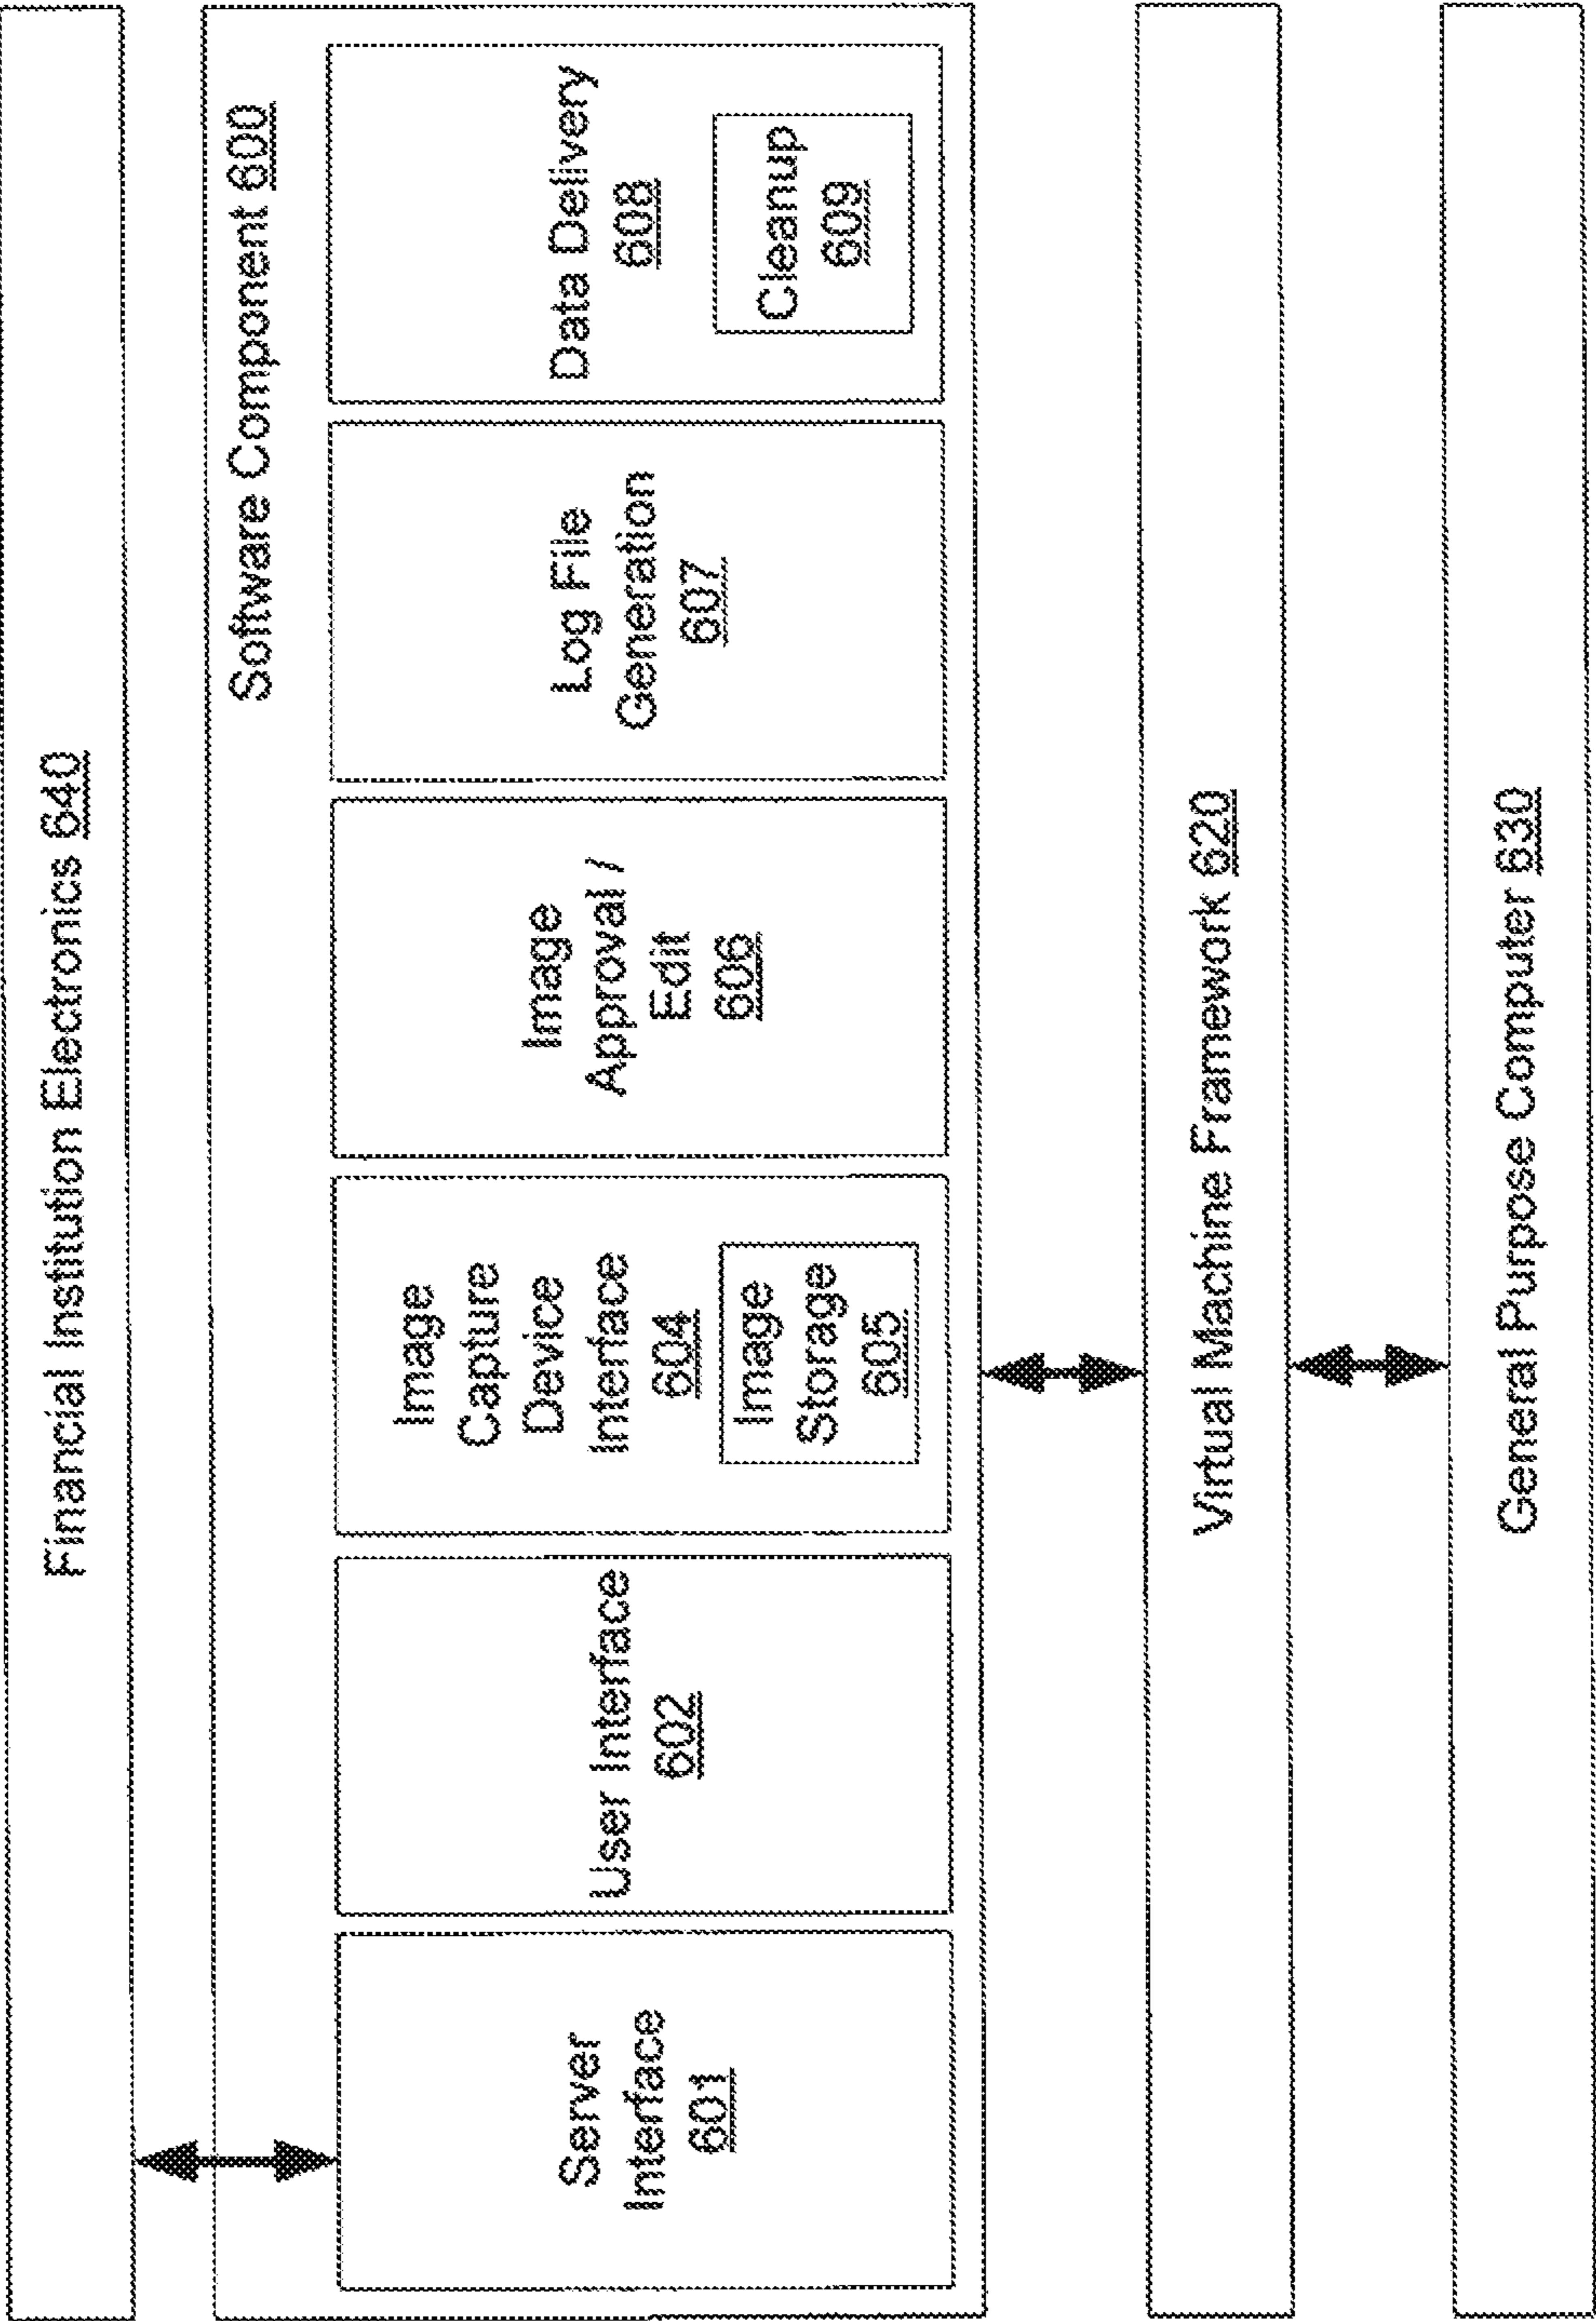 Financial Institution Electronics 640
Software Component 600
Server
Interface
601
User Interface
602
Image
Capture
Device
Interface
604
Image
Storage
605
Image
Approval /
Edit
606
Log File
Generation
607
Data Delivery
608
Cleanup
609
Virtual Machine Framework 620
General Purpose Computer 630